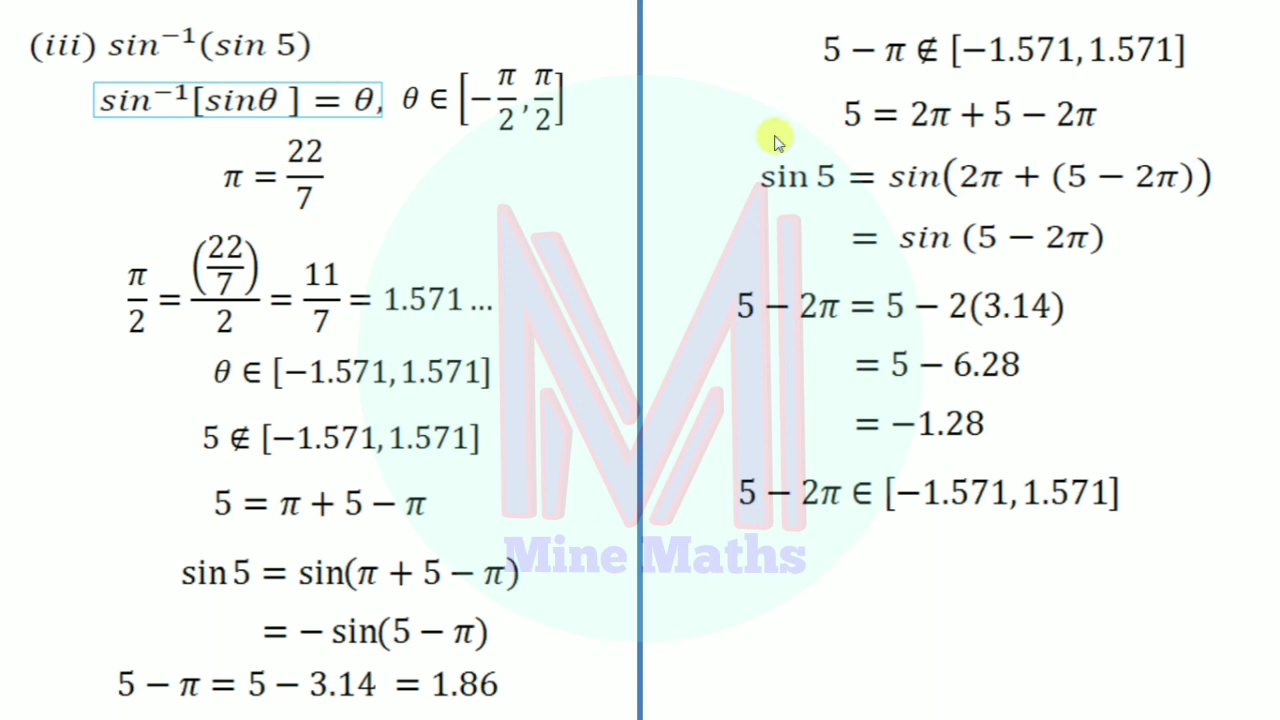 (iii) sin⁻¹(sin 5)
sin⁻¹[sinθ ] = θ, θ ∈ [−π/2, π/2]
π = 22/7
π/2 = (22/7)/2 = 11/7 = 1.571 ...
θ ∈ [−1.571, 1.571]
5 ∉ [−1.571, 1.571]
5 = π + 5 − π
sin 5 = sin(π + 5 − π)
= − sin(5 − π)
5 − π = 5 − 3.14 = 1.86
5 − π ∉ [−1.571, 1.571]
5 = 2π + 5 − 2π
sin 5 = sin(2π + (5 − 2π))
= sin (5 − 2π)
5 − 2π = 5 − 2(3.14)
= 5 − 6.28
= −1.28
5 − 2π ∈ [−1.571, 1.571]
Mine Maths